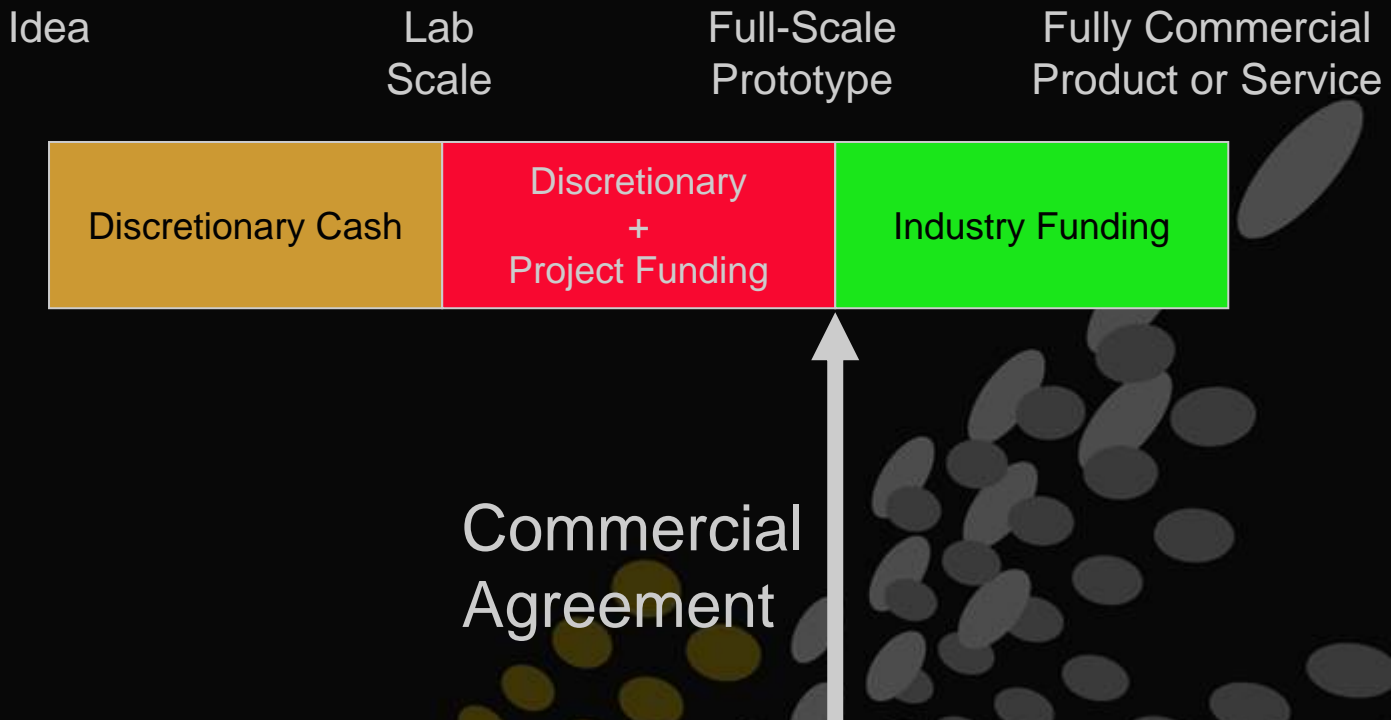 Idea
Lab
Scale
Full-Scale
Prototype
Fully Commercial
Product or Service
Discretionary Cash
Discretionary
+
Project Funding
Industry Funding
Commercial
Agreement